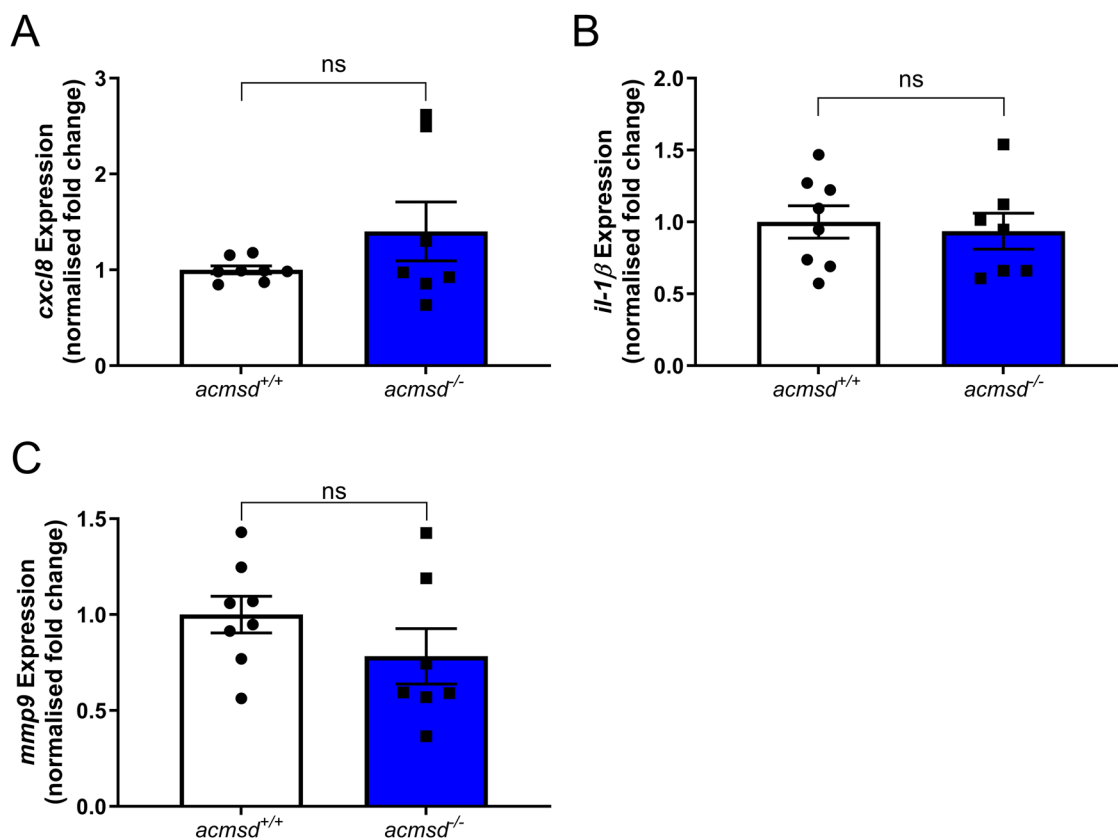 A
cxcl8 Expression
(normalised fold change)
3
2
1
0
ns
acmsd+/+
acmsd-/-
B
il-1β Expression
(normalised fold change)
2.0
1.5
1.0
0.5
0.0
ns
acmsd+/+
acmsd-/-
C
mmp9 Expression
(normalised fold change)
1.5
1.0
0.5
0.0
ns
acmsd+/+
acmsd-/-